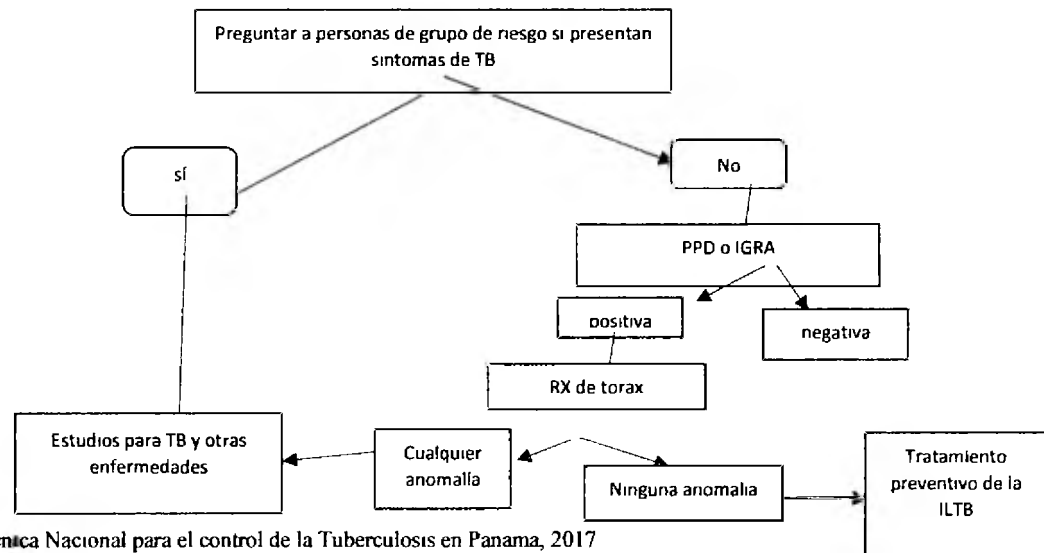 Preguntar a personas de grupo de riesgo si presentan
sintomas de TB
sí
No
PPD o IGRA
positiva
negativa
RX de torax
Estudios para TB y otras
enfermedades
Cualquier
anomalía
Ninguna anomalia
Tratamiento
preventivo de la
ILTB
Nacional para el control de la Tuberculosis en Panama, 2017